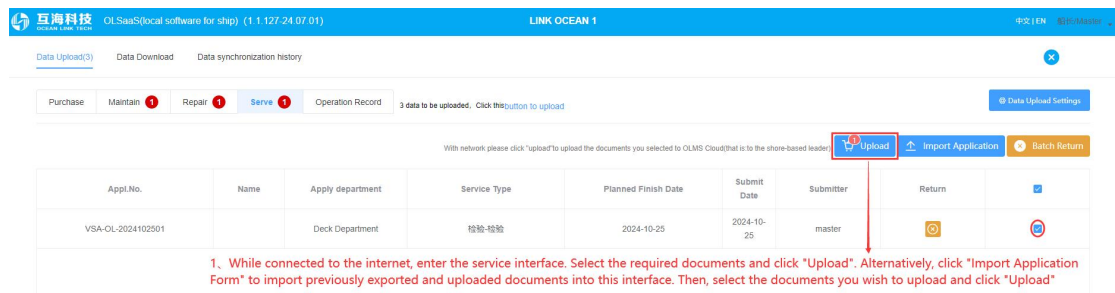 互海科技 OCEAN LINK TECH OLSaaS(local software for ship) (1.1.127-24.07.01) LINK OCEAN 1 中文 | EN 船长/Master
Data Upload(3) Data Download Data synchronization history
Purchase Maintain 1 Repair 1 Serve 1 Operation Record 3 data to be uploaded, Click this button to upload Data Upload Settings
With network please click "upload"to upload the documents you selected to OLMS Cloud(that is to the shore-based leader) 1 Upload Import Application Batch Return
Appl.No. Name Apply department Service Type Planned Finish Date Submit Date Submitter Return
VSA-OL-2024102501 Deck Department 检验-检验 2024-10-25 2024-10-25 master
1、While connected to the internet, enter the service interface. Select the required documents and click "Upload". Alternatively, click "Import Application
Form" to import previously exported and uploaded documents into this interface. Then, select the documents you wish to upload and click "Upload"